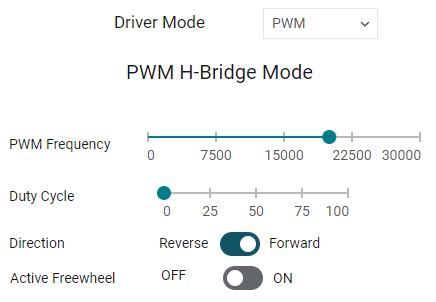 Driver Mode PWM
PWM H-Bridge Mode
PWM Frequency
0 7500 15000 22500 30000
Duty Cycle
0 25 50 75 100
Direction Reverse Forward
Active Freewheel OFF ON